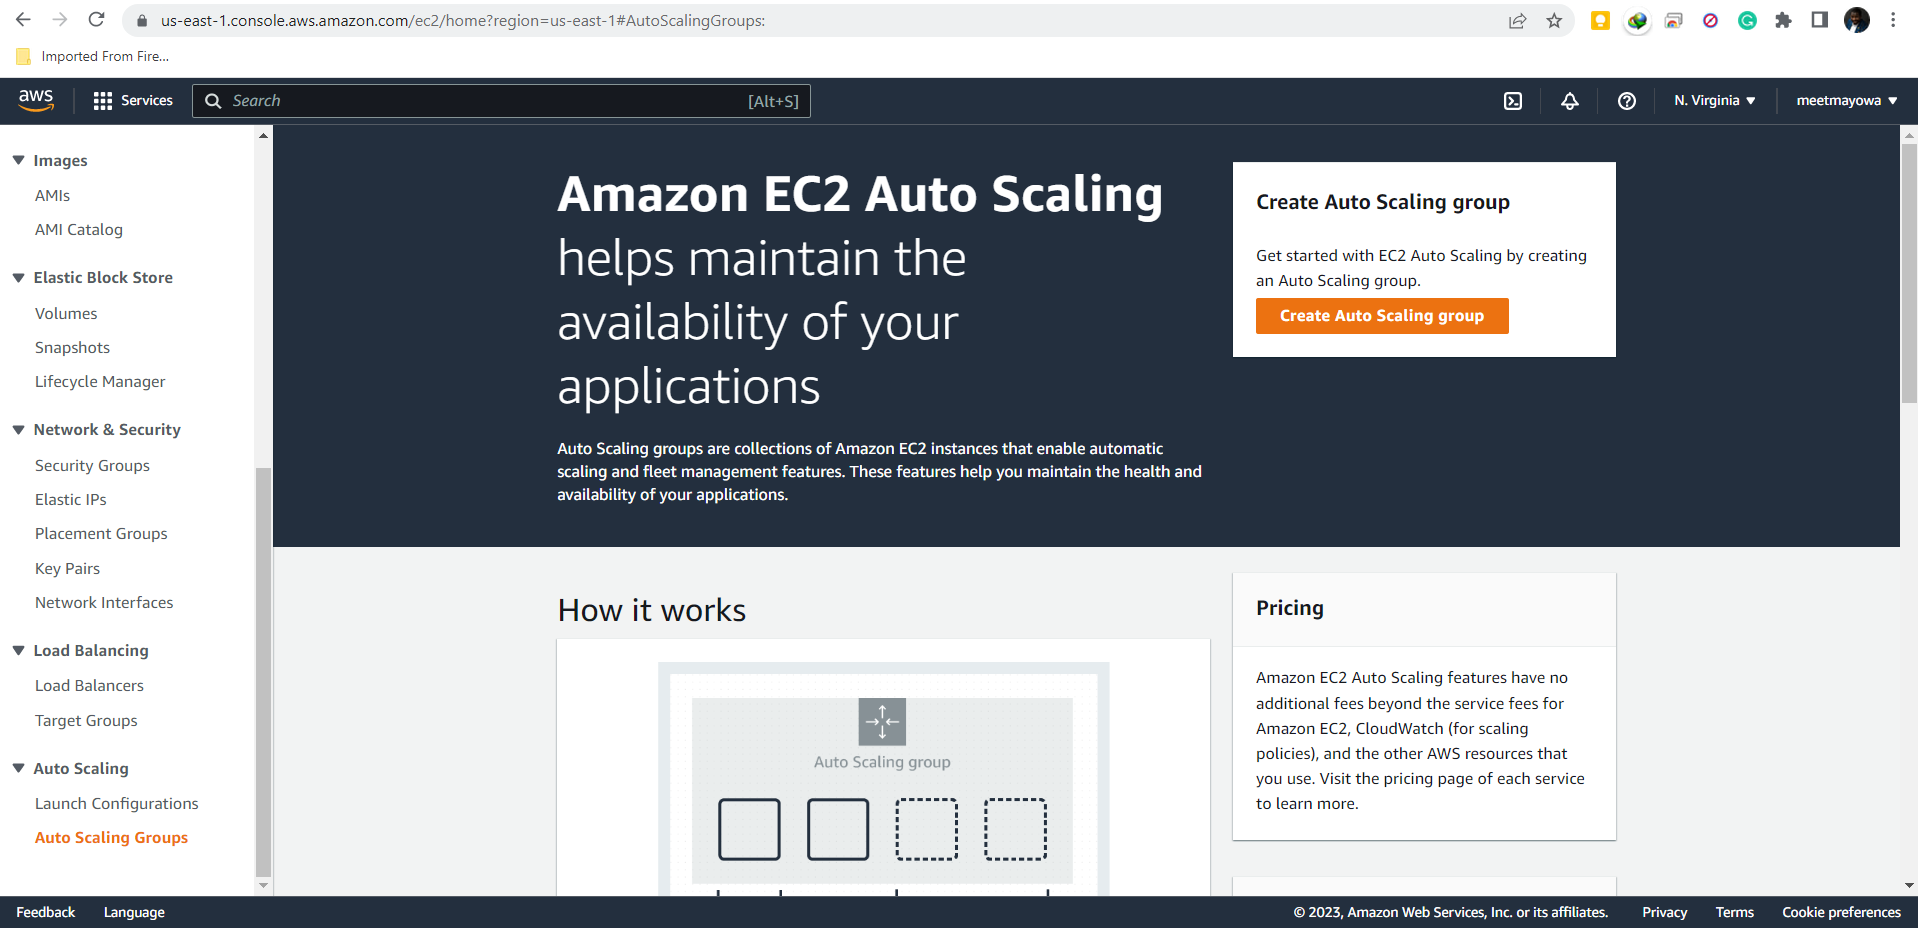 us-east-1.console.aws.amazon.com/ec2/home?region=us-east-1#AutoScalingGroups:
Imported From Fire...
aws
Services
Search
[Alt+S]
N. Virginia
meetmayowa
Images
AMIs
AMI Catalog
Elastic Block Store
Volumes
Snapshots
Lifecycle Manager
Network & Security
Security Groups
Elastic IPs
Placement Groups
Key Pairs
Network Interfaces
Load Balancing
Load Balancers
Target Groups
Auto Scaling
Launch Configurations
Auto Scaling Groups
Amazon EC2 Auto Scaling
helps maintain the
availability of your
applications
Auto Scaling groups are collections of Amazon EC2 instances that enable automatic
scaling and fleet management features. These features help you maintain the health and
availability of your applications.
Create Auto Scaling group
Get started with EC2 Auto Scaling by creating
an Auto Scaling group.
Create Auto Scaling group
How it works
Auto Scaling group
Pricing
Amazon EC2 Auto Scaling features have no
additional fees beyond the service fees for
Amazon EC2, CloudWatch (for scaling
policies), and the other AWS resources that
you use. Visit the pricing page of each service
to learn more.
Feedback
Language
© 2023, Amazon Web Services, Inc. or its affiliates.
Privacy
Terms
Cookie preferences